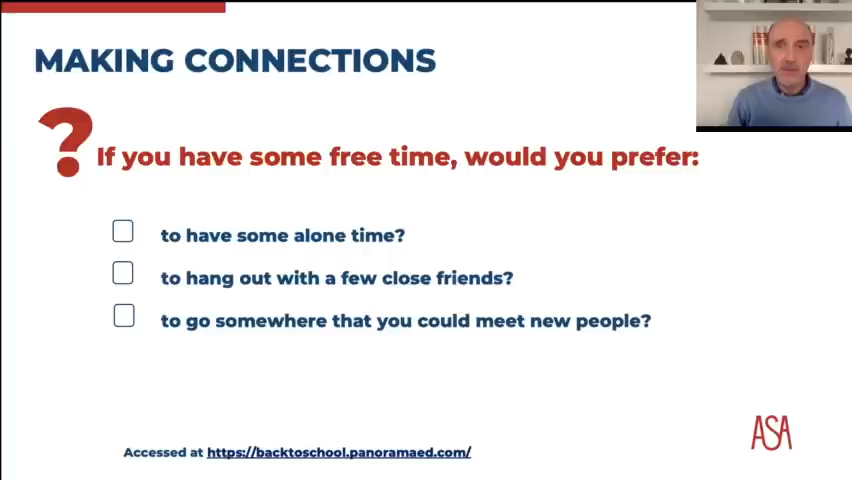 MAKING CONNECTIONS
? If you have some free time, would you prefer:
to have some alone time?
to hang out with a few close friends?
to go somewhere that you could meet new people?
Accessed at https://backtoschool.panoramaed.com/
ASA